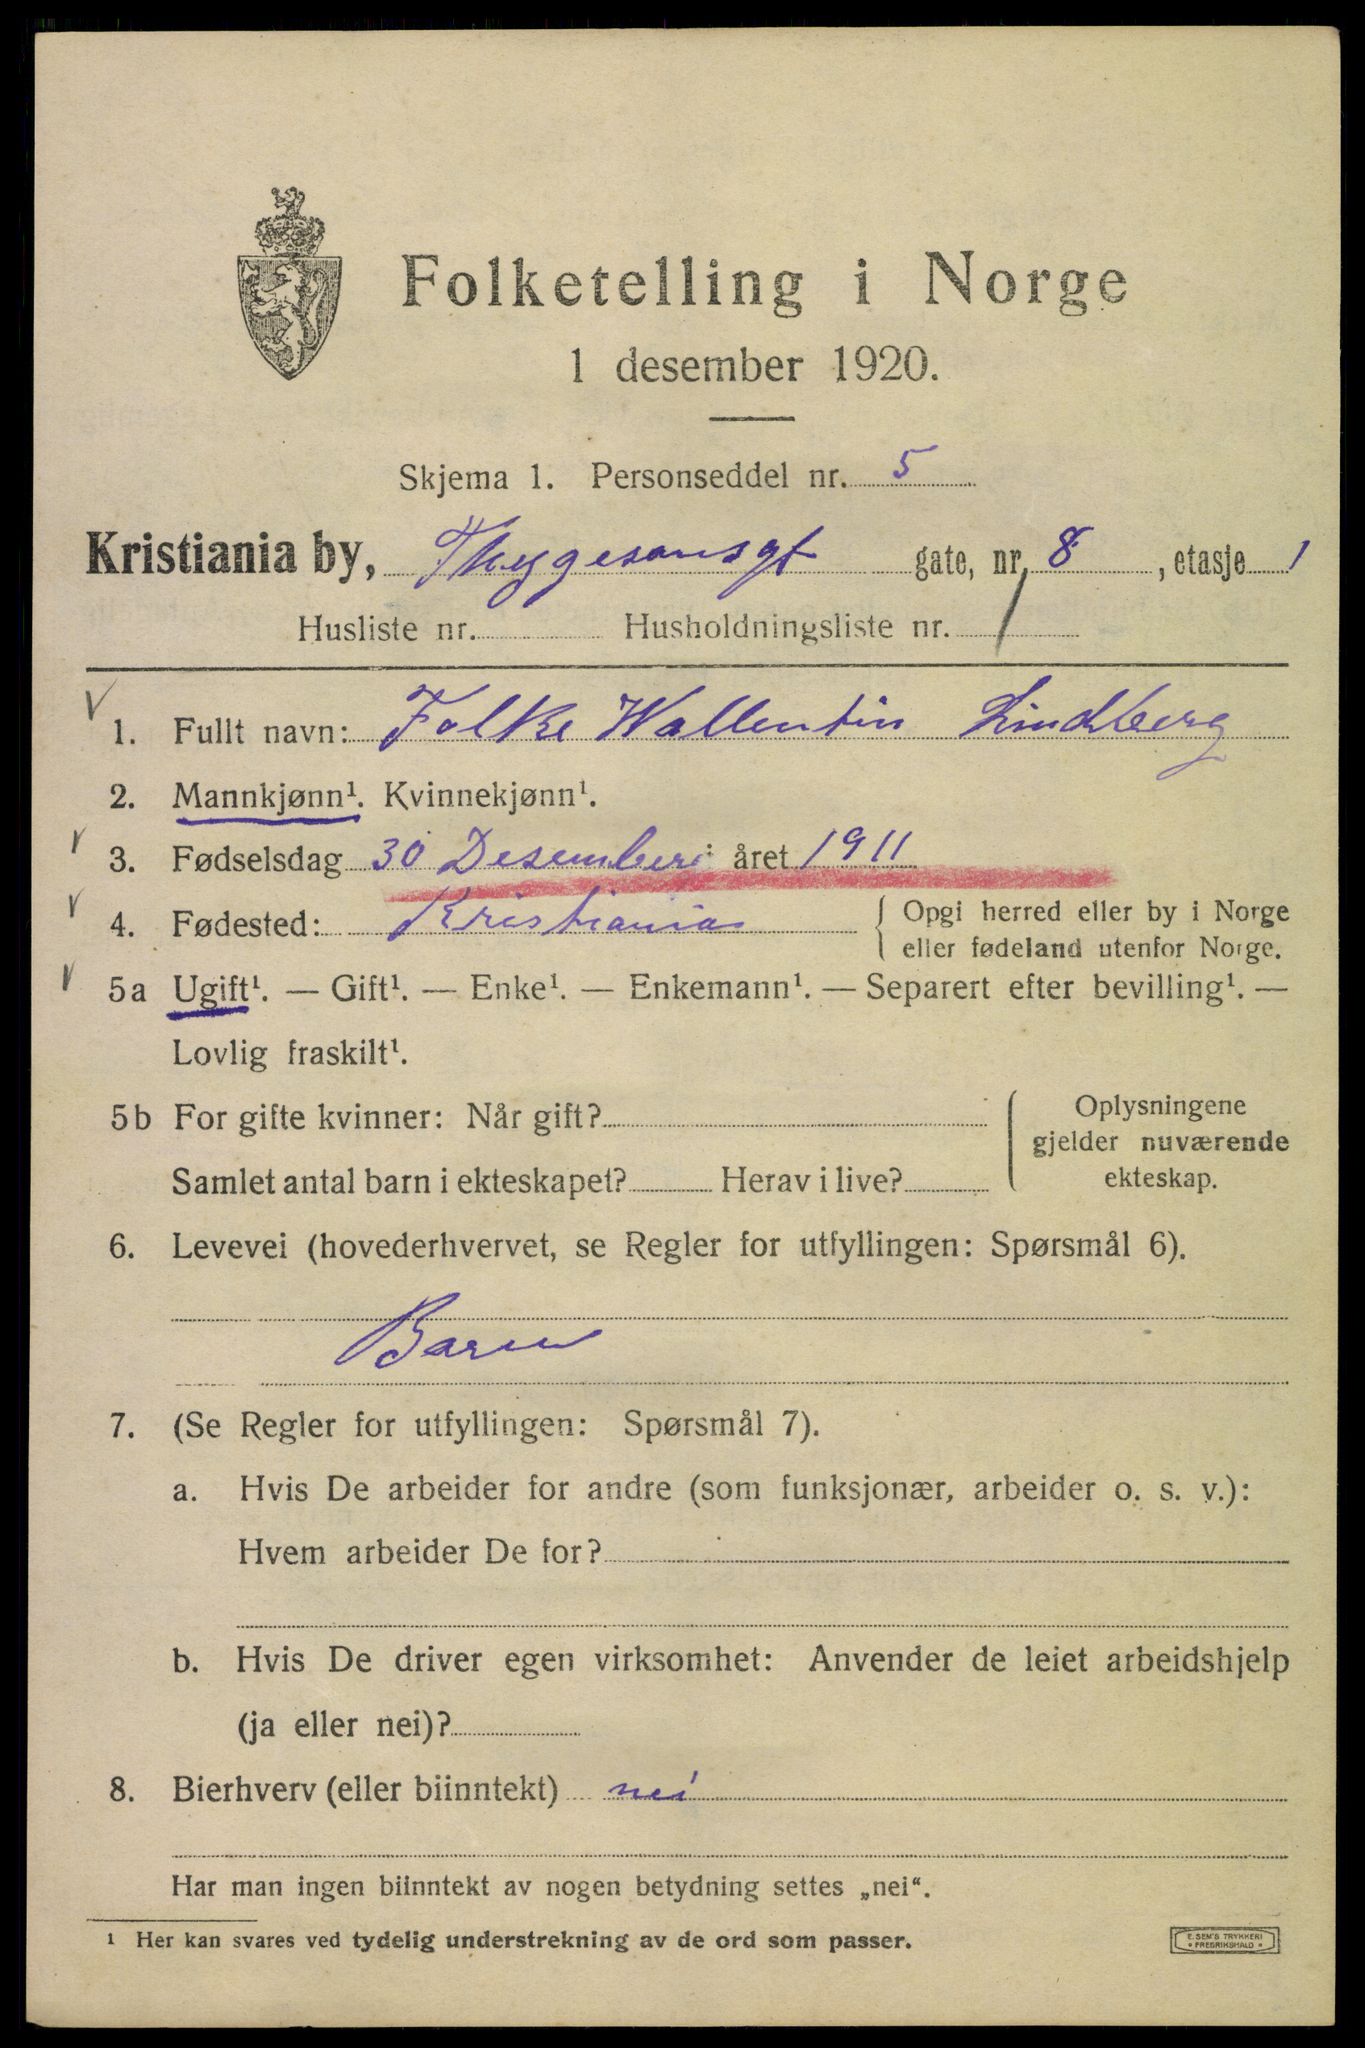 Folketelling i Norge
1 desember 1920.
Skjema 1. Personseddel nr. 5
Kristiania by, Thygesonsgt gate, nr. 8, etasje 1
Husliste nr. Husholdningsliste nr. 1
1. Fullt navn: Folke Wallentin Lindberg
2. Mannkjønn¹. Kvinnekjønn¹.
3. Fødselsdag 30 Desember i året 1911
4. Fødested: Kristiania { Opgi herred eller by i Norge
eller fødeland utenfor Norge.
5a Ugift¹. — Gift¹. — Enke¹. — Enkemann¹. — Separert efter bevilling¹. —
Lovlig fraskilt¹.
5b For gifte kvinner: Når gift? Oplysningene
gjelder nuværende
Samlet antal barn i ekteskapet? Herav i live? ekteskap.
6. Levevei (hovederhvervet, se Regler for utfyllingen: Spørsmål 6).
Barn
7. (Se Regler for utfyllingen: Spørsmål 7).
a. Hvis De arbeider for andre (som funksjonær, arbeider o. s. v.):
Hvem arbeider De for?
b. Hvis De driver egen virksomhet: Anvender de leiet arbeidshjelp
(ja eller nei)?
8. Bierhverv (eller biinntekt) nei
Har man ingen biinntekt av nogen betydning settes „nei“.
¹ Her kan svares ved tydelig understrekning av de ord som passer.
E. SEM'S TRYKKERI
• FREDRIKSHALD •